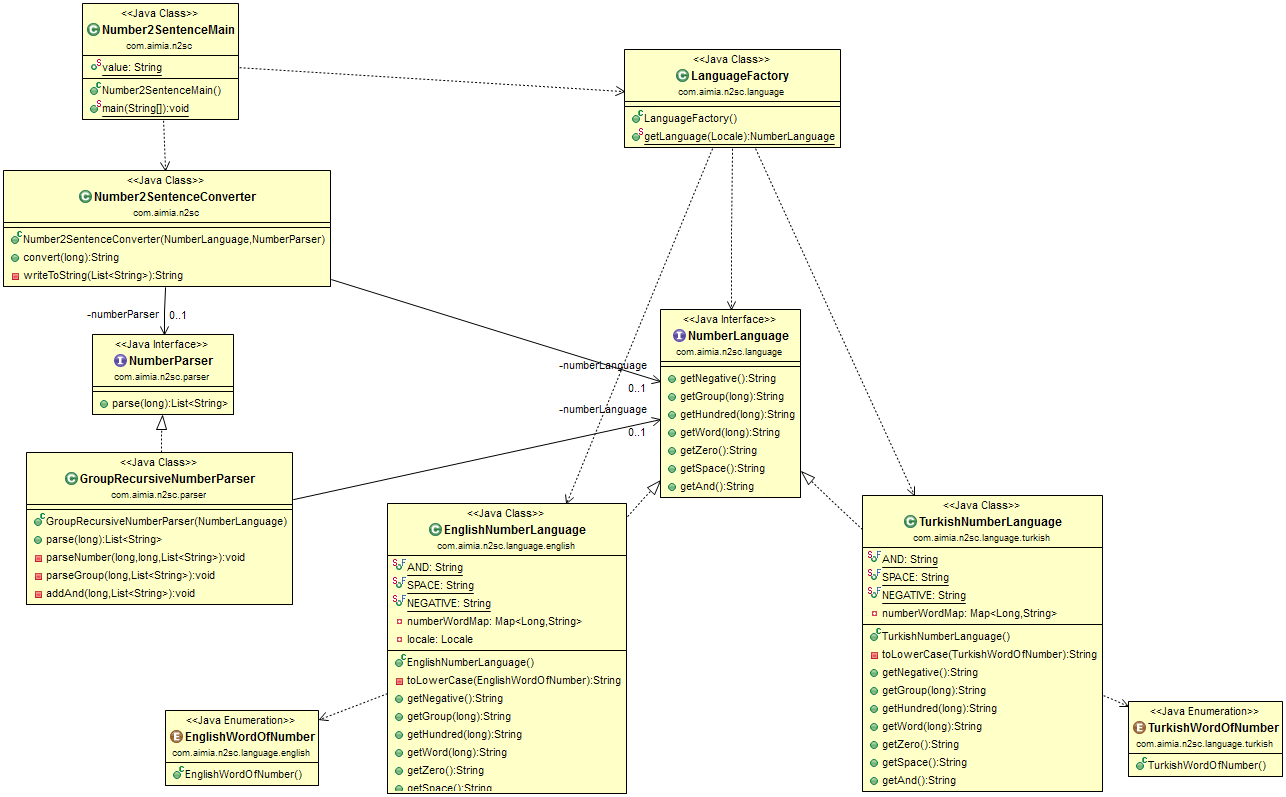 <<Java Class>>
Number2SentenceMain
com.aimia.n2sc
value: String
Number2SentenceMain()
main(String[]):void
<<Java Class>>
LanguageFactory
com.aimia.n2sc.language
LanguageFactory()
getLanguage(Locale):NumberLanguage
<<Java Class>>
Number2SentenceConverter
com.aimia.n2sc
Number2SentenceConverter(NumberLanguage,NumberParser)
convert(long):String
writeToString(List<String>):String
-numberParser 0..1
<<Java Interface>>
NumberParser
com.aimia.n2sc.parser
parse(long):List<String>
<<Java Interface>>
NumberLanguage
com.aimia.n2sc.language
getNegative():String
getGroup(long):String
getHundred(long):String
getWord(long):String
getZero():String
getSpace():String
getAnd():String
-numberLanguage
0..1
-numberLanguage
0..1
<<Java Class>>
GroupRecursiveNumberParser
com.aimia.n2sc.parser
GroupRecursiveNumberParser(NumberLanguage)
parse(long):List<String>
parseNumber(long,long,List<String>):void
parseGroup(long,List<String>):void
addAnd(long,List<String>):void
<<Java Class>>
EnglishNumberLanguage
com.aimia.n2sc.language.english
AND: String
SPACE: String
NEGATIVE: String
numberWordMap: Map<Long,String>
locale: Locale
EnglishNumberLanguage()
toLowerCase(EnglishWordOfNumber):String
getNegative():String
getGroup(long):String
getHundred(long):String
getWord(long):String
getZero():String
getSpace():String
<<Java Class>>
TurkishNumberLanguage
com.aimia.n2sc.language.turkish
AND: String
SPACE: String
NEGATIVE: String
numberWordMap: Map<Long,String>
TurkishNumberLanguage()
toLowerCase(TurkishWordOfNumber):String
getNegative():String
getGroup(long):String
getHundred(long):String
getWord(long):String
getZero():String
getSpace():String
getAnd():String
<<Java Enumeration>>
EnglishWordOfNumber
com.aimia.n2sc.language.english
EnglishWordOfNumber()
<<Java Enumeration>>
TurkishWordOfNumber
com.aimia.n2sc.language.turkish
TurkishWordOfNumber()